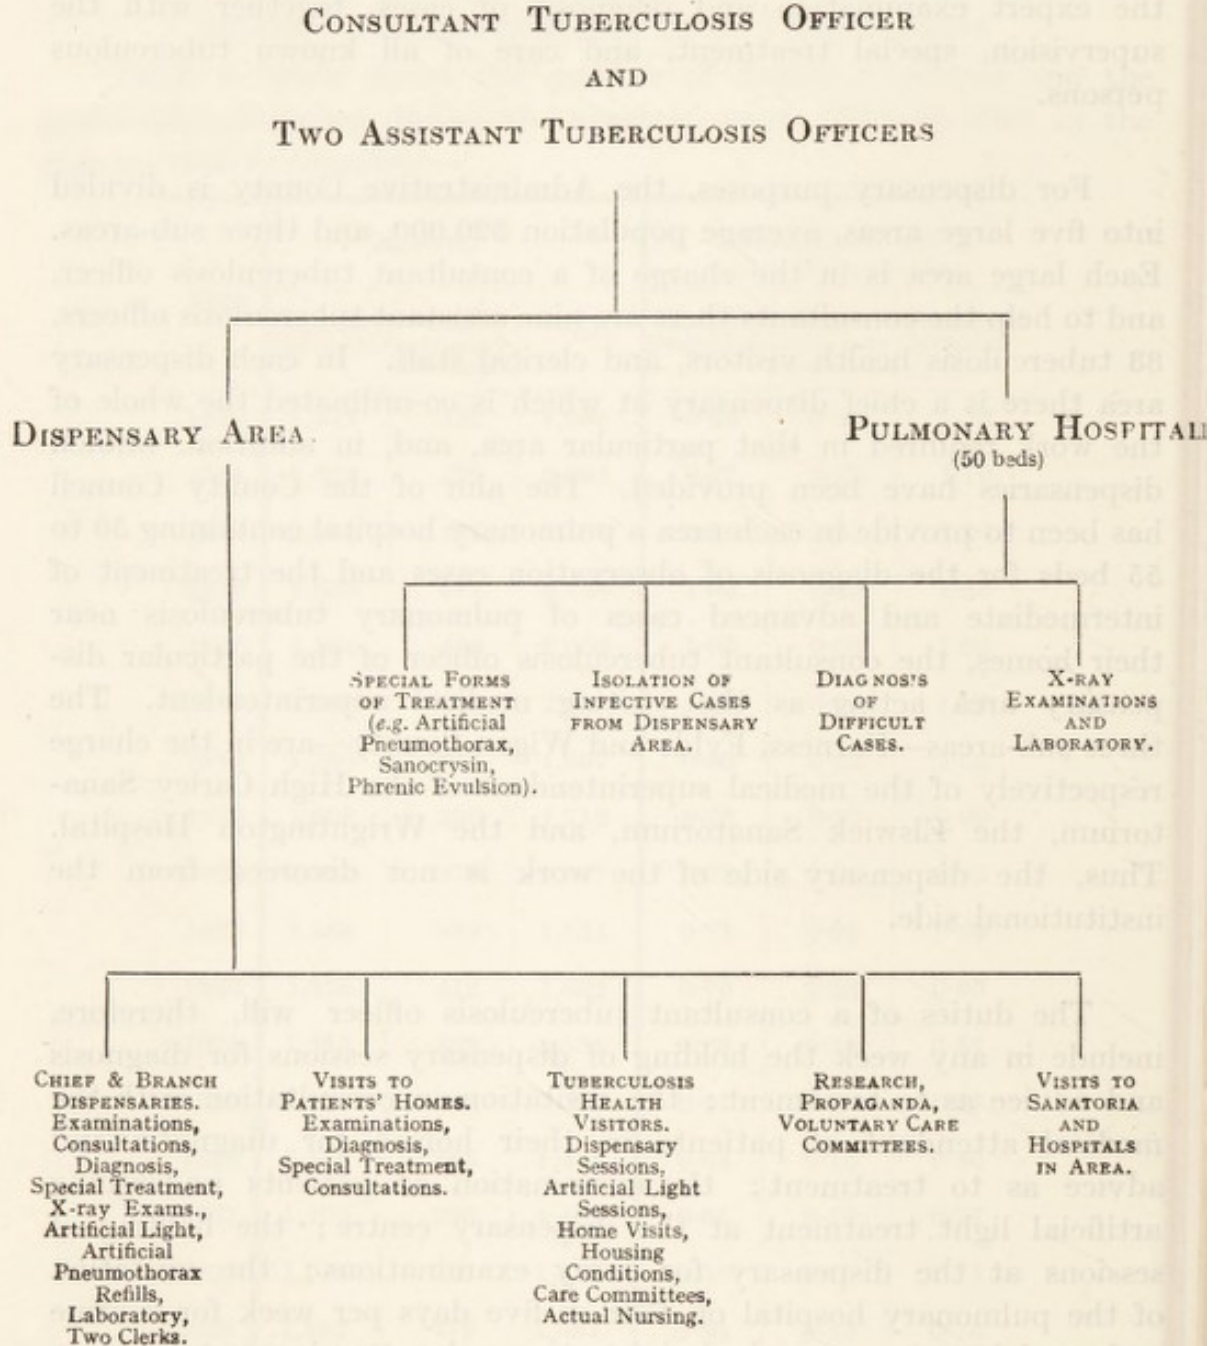 CONSULTANT TUBERCULOSIS OFFICER
AND
TWO ASSISTANT TUBERCULOSIS OFFICERS
DISPENSARY AREA.
PULMONARY HOSPITAL
(50 beds)
SPECIAL FORMS
OF TREATMENT
(e.g. Artificial
Pneumothorax,
Sanocrysin,
Phrenic Evulsion).
ISOLATION OF
INFECTIVE CASES
FROM DISPENSARY
AREA.
DIAGNOSIS
OF
DIFFICULT
CASES.
X-RAY
EXAMINATIONS
AND
LABORATORY.
CHIEF & BRANCH
DISPENSARIES.
Examinations,
Consultations,
Diagnosis,
Special Treatment,
X-ray Exams.,
Artificial Light,
Artificial
Pneumothorax
Refills,
Laboratory,
Two Clerks.
VISITS TO
PATIENTS' HOMES.
Examinations,
Diagnosis,
Special Treatment,
Consultations.
TUBERCULOSIS
HEALTH
VISITORS.
Dispensary
Sessions,
Artificial Light
Sessions,
Home Visits,
Housing
Conditions,
Care Committees,
Actual Nursing.
RESEARCH,
PROPAGANDA,
VOLUNTARY CARE
COMMITTEES.
VISITS TO
SANATORIA
AND
HOSPITALS
IN AREA.